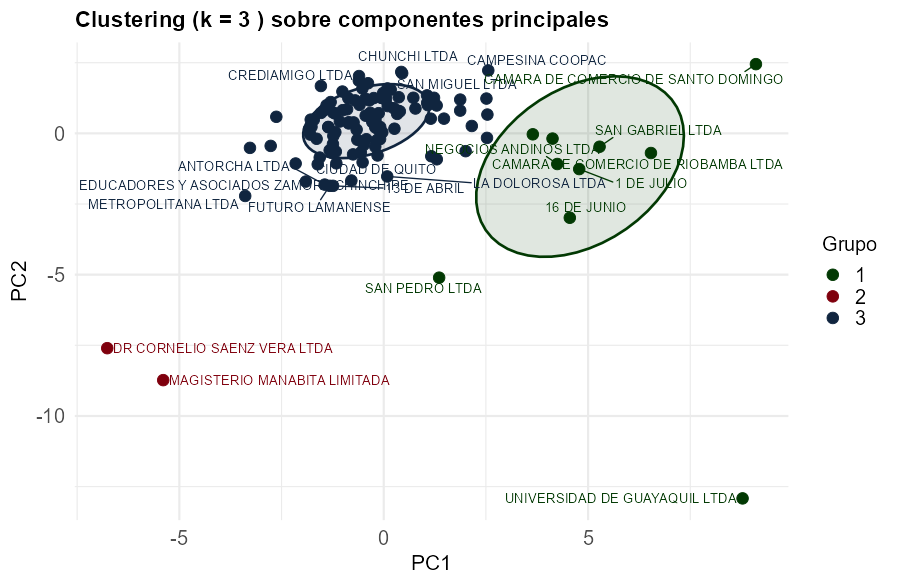 Clustering (k = 3 ) sobre componentes principales
CHUNCHI LTDA
CAMPESINA COOPAC
CREDIAMIGO LTDA
CAMARA DE COMERCIO DE SANTO DOMINGO
SAN MIGUEL LTDA
SAN GABRIEL LTDA
NEGOCIOS ANDINOS LTDA
ANTORCHA LTDA
CIUDAD DE QUITO
CAMARA DE COMERCIO DE RIOBAMBA LTDA
EDUCADORES Y ASOCIADOS ZAMORA CHINCHIPE
13 DE ABRIL
LA DOLOROSA LTDA
1 DE JULIO
METROPOLITANA LTDA
FUTURO LAMANENSE
16 DE JUNIO
SAN PEDRO LTDA
DR CORNELIO SAENZ VERA LTDA
MAGISTERIO MANABITA LIMITADA
UNIVERSIDAD DE GUAYAQUIL LTDA
0
-5
-10
PC2
-5
0
5
PC1
Grupo
1
2
3